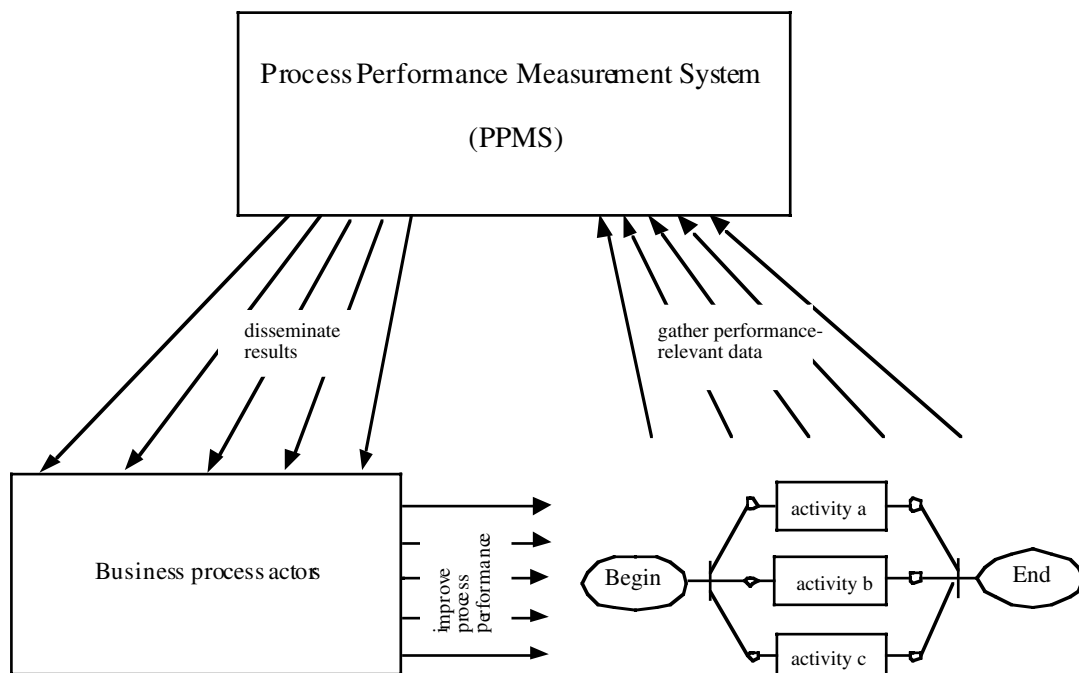 Process Performance Measurement System
(PPMS)
disseminate
results
gather performance-
relevant data
Business process actors
improve
process
performance
Begin
activity a
activity b
activity c
End